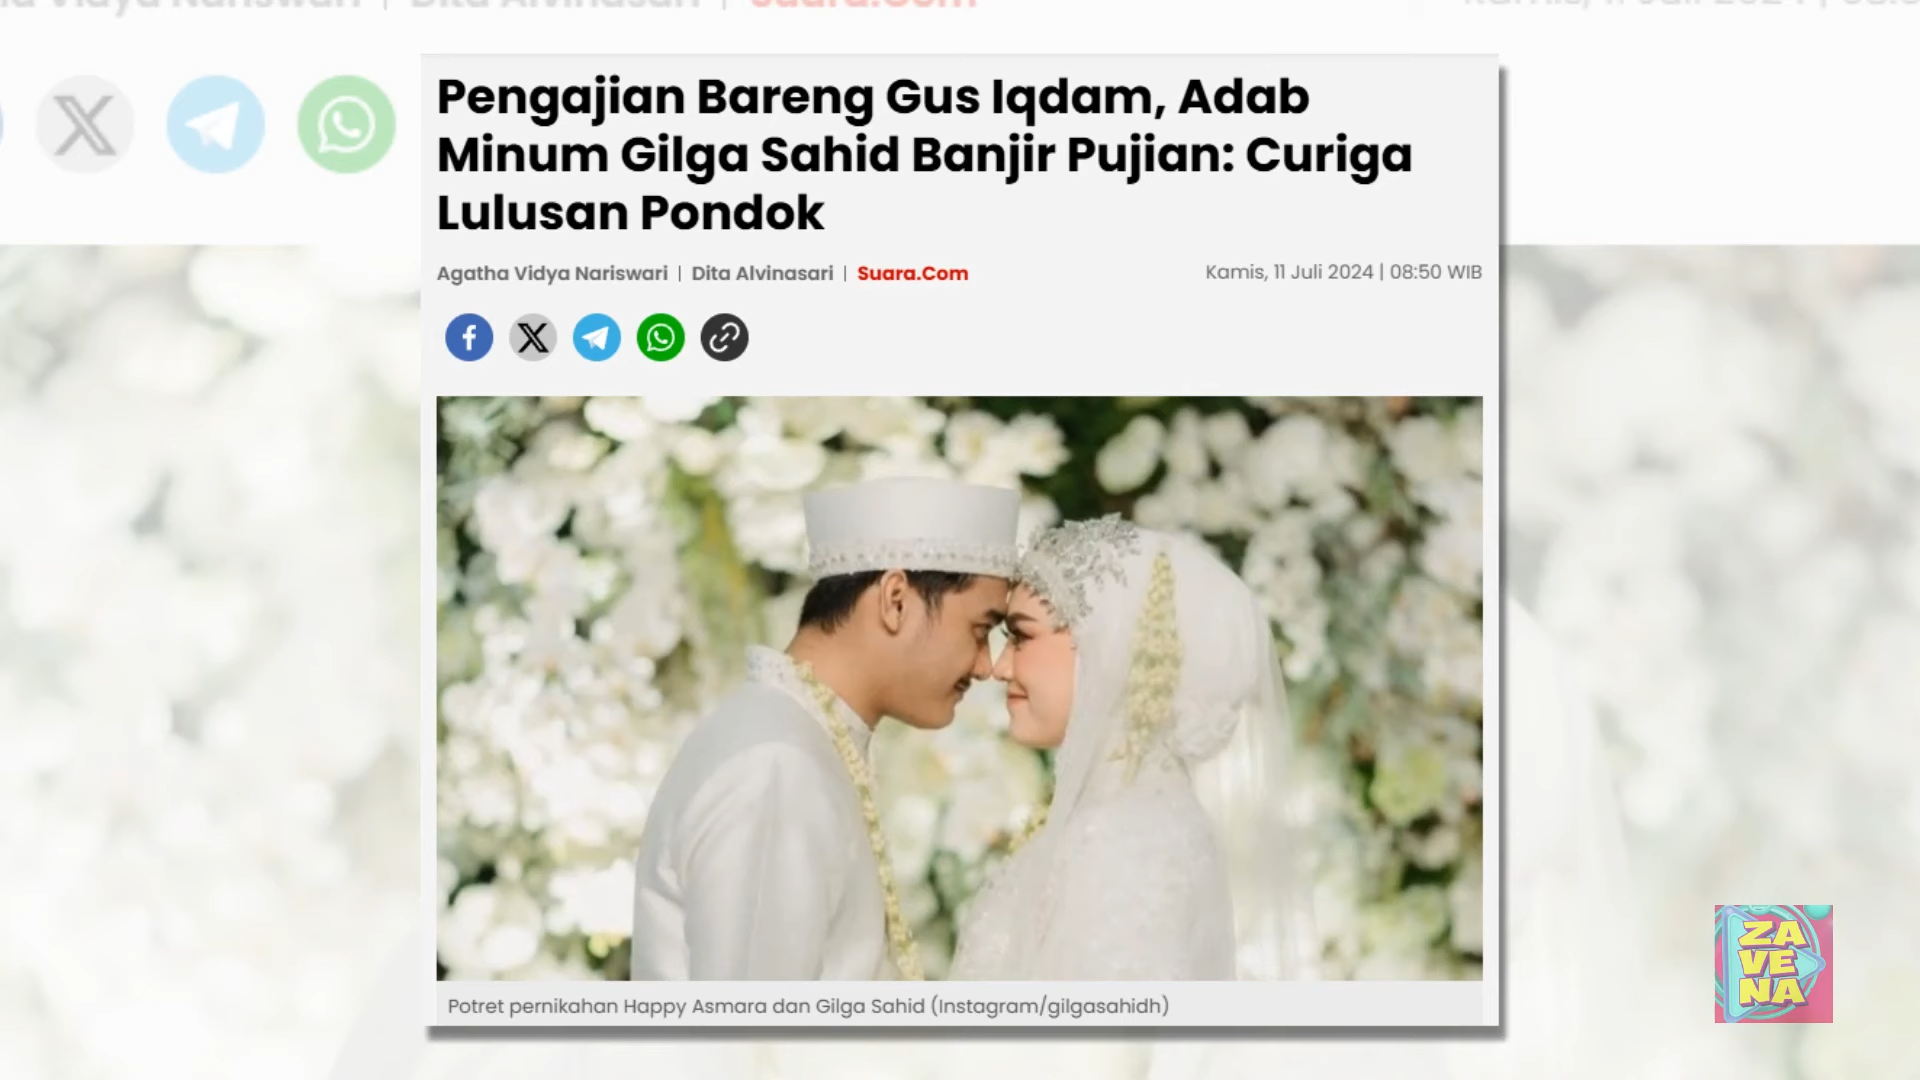 Pengajian Bareng Gus Iqdam, Adab
Minum Gilga Sahid Banjir Pujian: Curiga
Lulusan Pondok
Agatha Vidya Nariswari | Dita Alvinasari | Suara.Com
Kamis, 11 Juli 2024 | 08:50 WIB
Potret pernikahan Happy Asmara dan Gilga Sahid (Instagram/gilgasahidh)
ZA
VE
NA